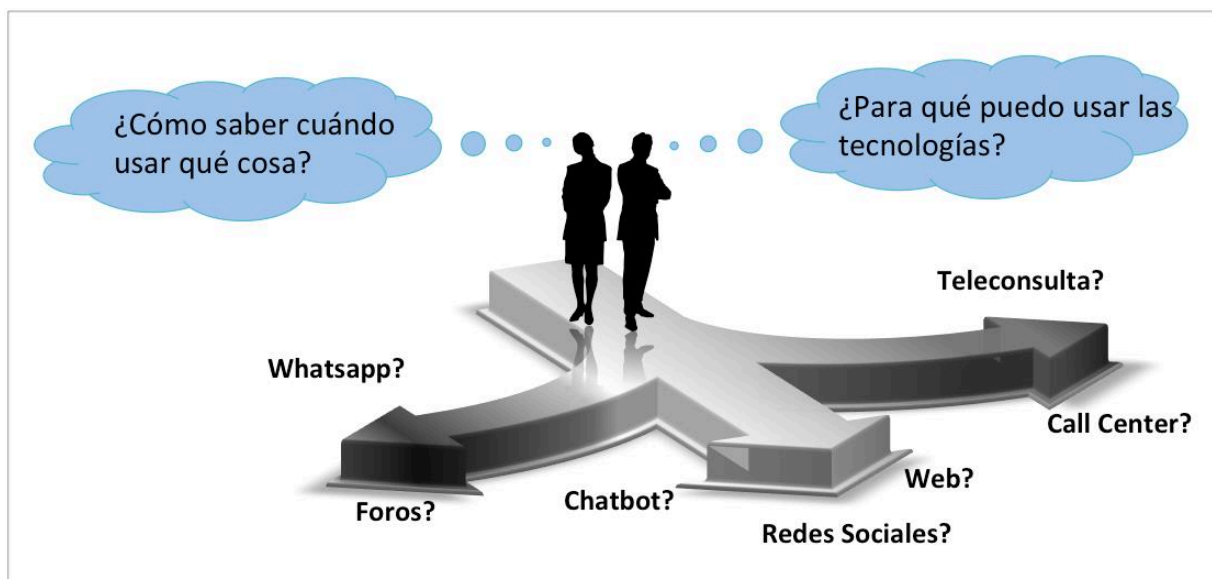 ¿Cómo saber cuándo
usar qué cosa?
¿Para qué puedo usar las
tecnologías?
Teleconsulta?
Whatsapp?
Call Center?
Web?
Chatbot?
Foros?
Redes Sociales?